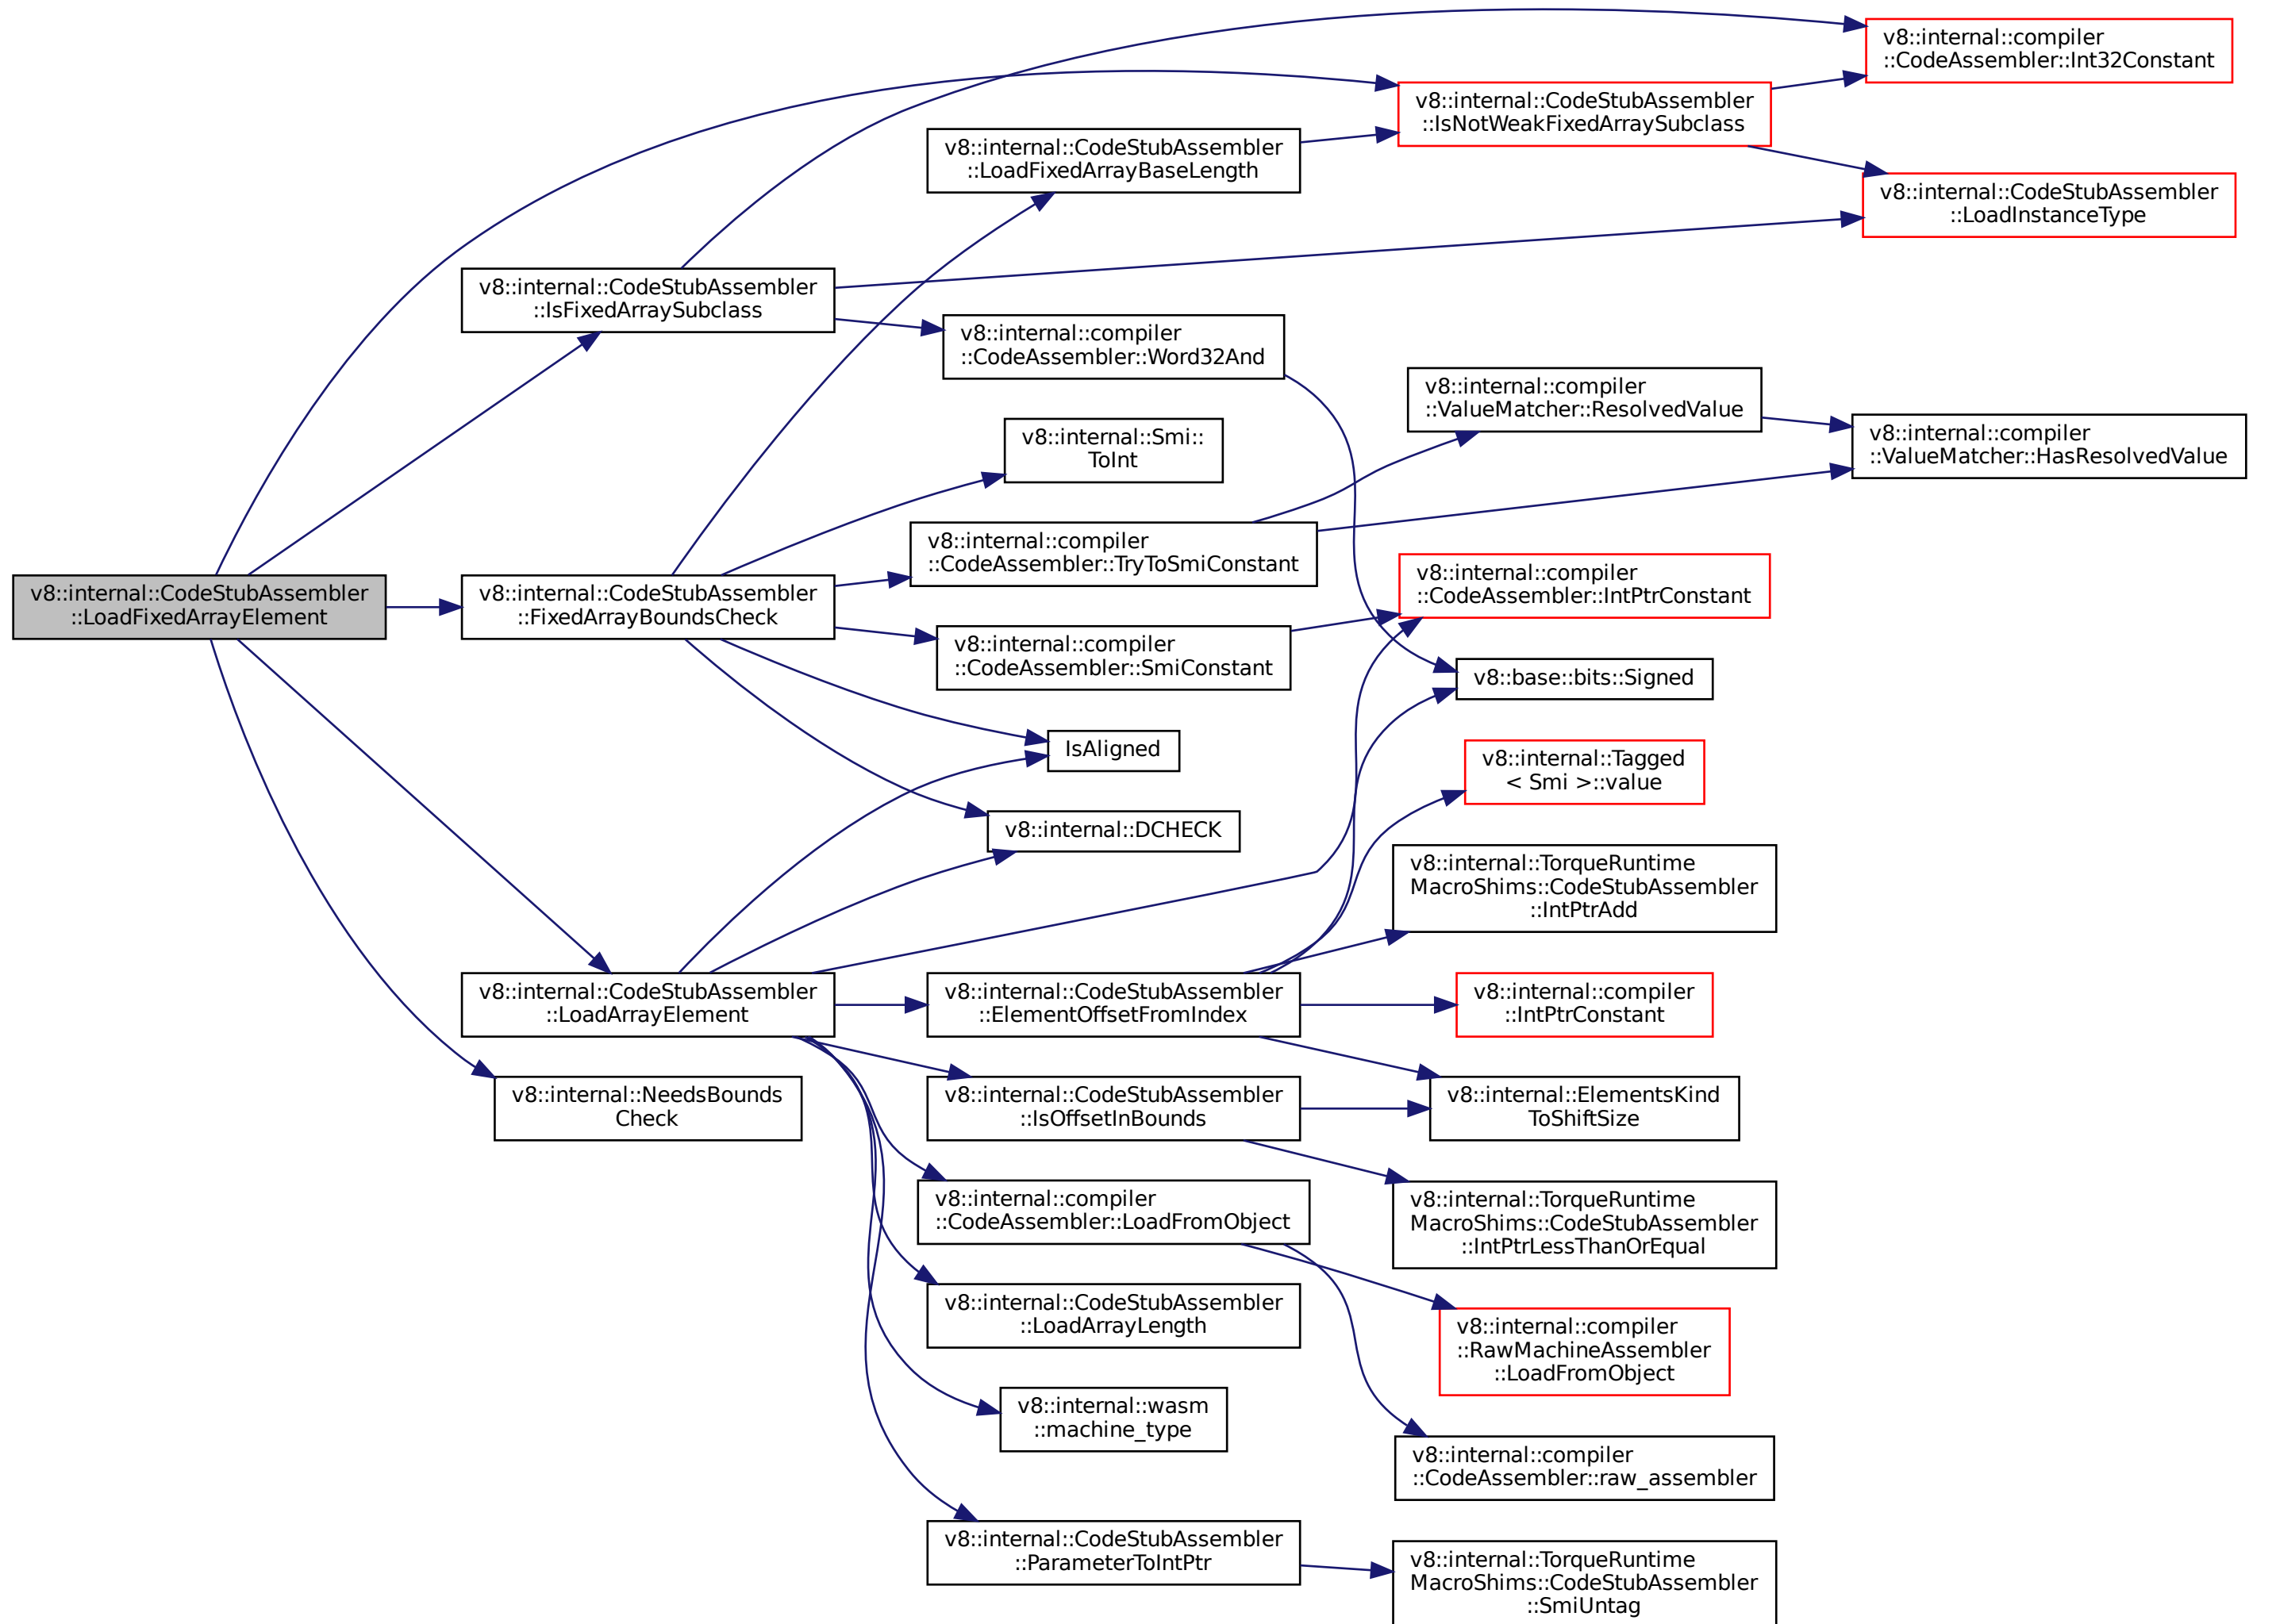 v8::internal::CodeStubAssembler
::LoadFixedArrayElement
v8::internal::CodeStubAssembler
::IsFixedArraySubclass
v8::internal::CodeStubAssembler
::FixedArrayBoundsCheck
v8::internal::CodeStubAssembler
::LoadArrayElement
v8::internal::NeedsBounds
Check
v8::internal::CodeStubAssembler
::LoadFixedArrayBaseLength
v8::internal::compiler
::CodeAssembler::Word32And
v8::internal::Smi::
ToInt
v8::internal::compiler
::CodeAssembler::TryToSmiConstant
v8::internal::compiler
::CodeAssembler::SmiConstant
IsAligned
v8::internal::DCHECK
v8::internal::CodeStubAssembler
::ElementOffsetFromIndex
v8::internal::CodeStubAssembler
::IsOffsetInBounds
v8::internal::compiler
::CodeAssembler::LoadFromObject
v8::internal::CodeStubAssembler
::LoadArrayLength
v8::internal::wasm
::machine_type
v8::internal::CodeStubAssembler
::ParameterToIntPtr
v8::internal::CodeStubAssembler
::IsNotWeakFixedArraySubclass
v8::internal::compiler
::ValueMatcher::ResolvedValue
v8::internal::compiler
::CodeAssembler::IntPtrConstant
v8::base::bits::Signed
v8::internal::Tagged
< Smi >::value
v8::internal::TorqueRuntime
MacroShims::CodeStubAssembler
::IntPtrAdd
v8::internal::compiler
::IntPtrConstant
v8::internal::ElementsKind
ToShiftSize
v8::internal::TorqueRuntime
MacroShims::CodeStubAssembler
::IntPtrLessThanOrEqual
v8::internal::compiler
::RawMachineAssembler
::LoadFromObject
v8::internal::compiler
::CodeAssembler::raw_assembler
v8::internal::TorqueRuntime
MacroShims::CodeStubAssembler
::SmiUntag
v8::internal::compiler
::CodeAssembler::Int32Constant
v8::internal::CodeStubAssembler
::LoadInstanceType
v8::internal::compiler
::ValueMatcher::HasResolvedValue